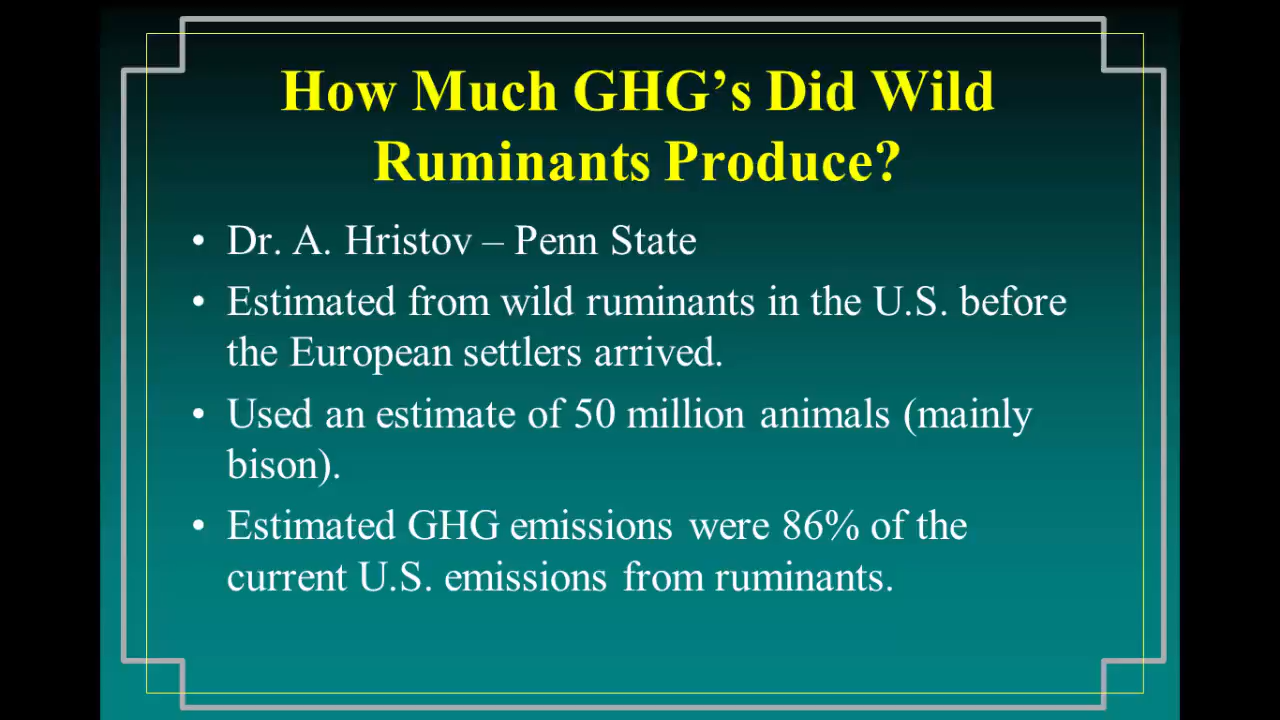 How Much GHG’s Did Wild
Ruminants Produce?
• Dr. A. Hristov – Penn State
• Estimated from wild ruminants in the U.S. before
the European settlers arrived.
• Used an estimate of 50 million animals (mainly
bison).
• Estimated GHG emissions were 86% of the
current U.S. emissions from ruminants.